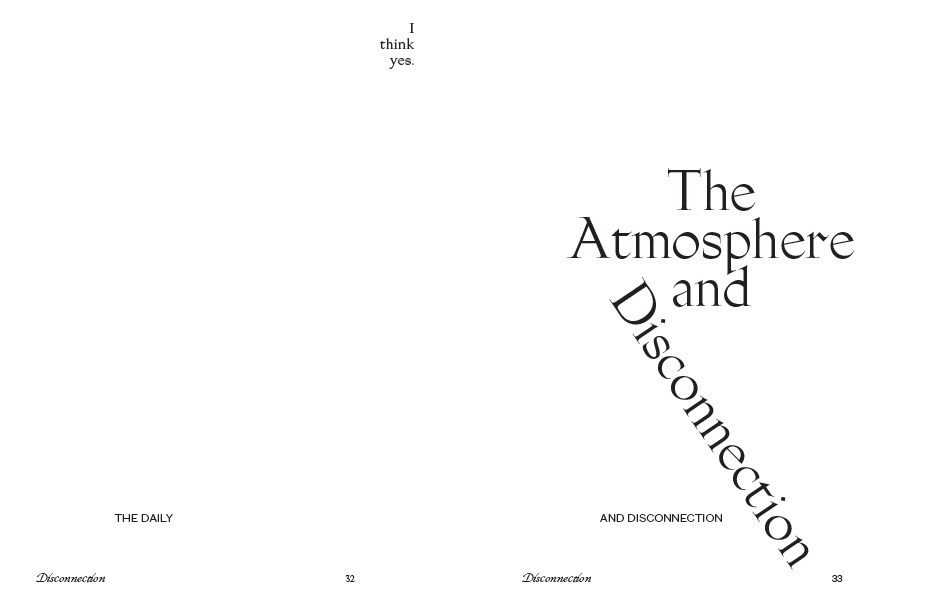 I
think
yes.
THE DAILY
Disconnection
32
The
Atmosphere
and
Disconnection
AND DISCONNECTION
Disconnection
33